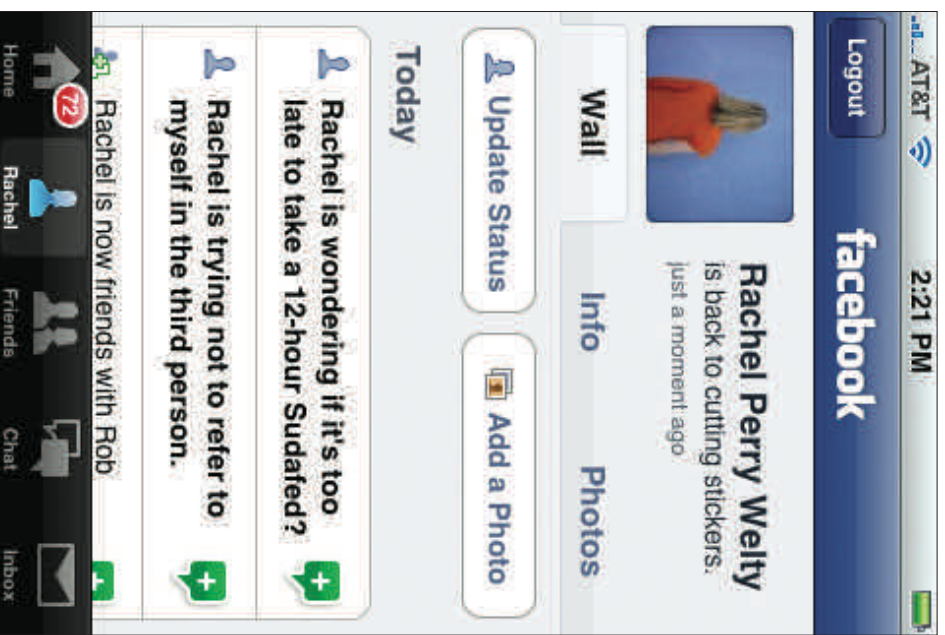 AT&T 2:21 PM
Logout facebook
Rachel Perry Welty
is back to cutting stickers.
just a moment ago
Wall Info Photos
Update Status Add a Photo
Today
Rachel is wondering if it's too
late to take a 12-hour Sudafed?
Rachel is trying not to refer to
myself in the third person.
Rachel is now friends with Rob
72
Home Rachel Friends Chat Inbox